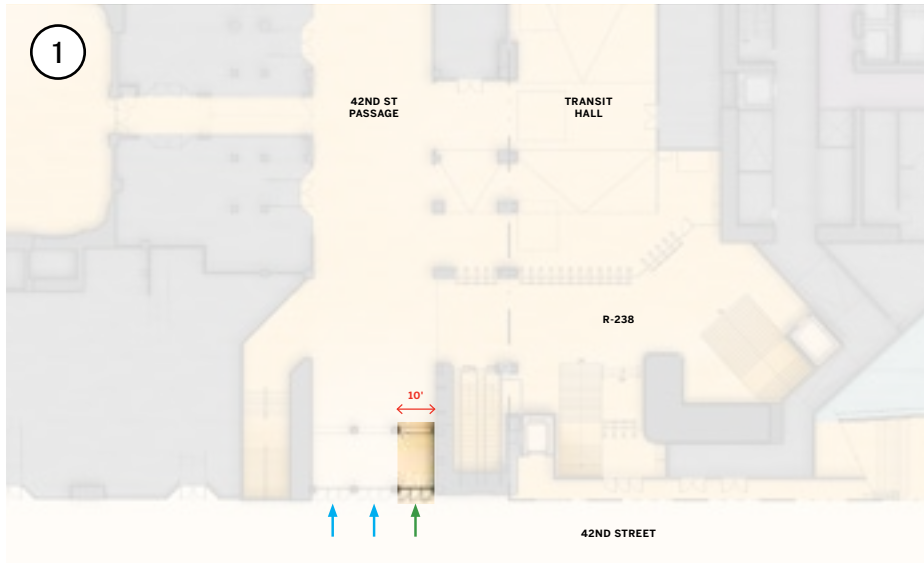 1
42ND ST
PASSAGE
TRANSIT
HALL
R-238
10'
42ND STREET